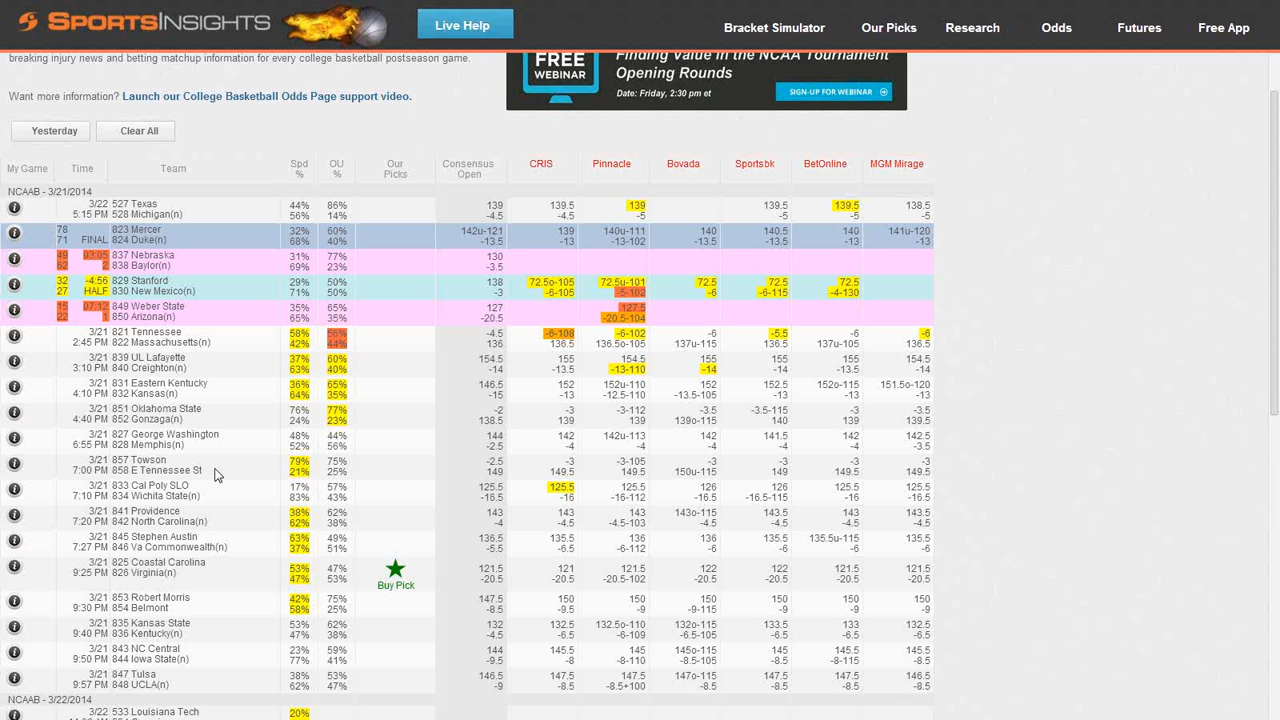 SPORTSINSIGHTS
Live Help
Bracket Simulator Our Picks Research Odds Futures Free App
breaking injury news and betting matchup information for every college basketball postseason game.
FREE WEBINAR
Finding Value in the NCAA Tournament
Opening Rounds
Date: Friday, 2:30 pm et
SIGN-UP FOR WEBINAR
Want more information? Launch our College Basketball Odds Page support video.
Yesterday Clear All
My Game Time Team Spd % OU % Our Picks Consensus Open CRIS Pinnacle Bovada Sportsbk BetOnline MGM Mirage
NCAAB - 3/21/2014
3/22 527 Texas 44% 86% 139 139.5 139 139.5 139.5 138.5
5:15 PM 528 Michigan(n) 56% 14% -4.5 -5 -5 -5 -5 -5
78 823 Mercer 32% 60% 142u-121 139 140u-111 140 140.5 140 141u-120
71 FINAL 824 Duke(n) 68% 40% -13.5 -13 -13-102 -13 -13 -13 -13
49 03:05 837 Nebraska 31% 77% 130
62 2 838 Baylor(n) 69% 23% -3.5
32 -4:56 829 Stanford 29% 50% 138 72.5o-105 72.5u-101 72.5 72.5 72.5
27 HALF 830 New Mexico(n) 71% 50% -3 -6-105 -5-102 -6 -6-115 -4-130
15 07:12 849 Weber State 35% 65% 127 127.5
22 1 850 Arizona(n) 65% 35% -20.5 -20.5-104
3/21 821 Tennessee 58% 56% -4.5 -6-108 -6-102 -6 -5.5 -6 -6
2:45 PM 822 Massachusetts(n) 42% 44% 136 136.5 136.5o-105 137u-115 136.5 137u-105 136.5
3/21 839 UL Lafayette 37% 60% 154.5 155 154.5 155 155 155 154.5
3:10 PM 840 Creighton(n) 63% 40% -14 -13.5 -13-110 -14 -14 -13.5 -14
3/21 831 Eastern Kentucky 36% 65% 146.5 152 152u-110 152 152.5 152o-115 151.5o-120
4:10 PM 832 Kansas(n) 64% 35% -15 -13 -12.5-110 -13.5-105 -13 -13 -13
3/21 851 Oklahoma State 76% 77% -2 -3 -3-112 -3.5 -3.5-115 -3 -3.5
4:40 PM 852 Gonzaga(n) 24% 23% 138.5 140 140 139o-115 140 140 139.5
3/21 827 George Washington 48% 44% 144 142 142u-113 142 141.5 142 142.5
6:55 PM 828 Memphis(n) 52% 56% -2.5 -4 -4 -4 -4 -4 -3.5
3/21 857 Towson 79% 75% -2.5 -3 -3-105 -3 -3 -3 -3
7:00 PM 858 E Tennessee St 21% 25% 149 149.5 149.5 150u-115 149.5 149.5 149.5
3/21 833 Cal Poly SLO 17% 57% 125.5 125.5 125.5 126 126 125.5 125.5
7:10 PM 834 Wichita State(n) 83% 43% -16.5 -16 -16-112 -16.5 -16.5-115 -16 -16.5
3/21 841 Providence 38% 62% 143 143 143 143o-115 143.5 143 143.5
7:20 PM 842 North Carolina(n) 62% 38% -4 -4.5 -4.5-103 -4.5 -4.5 -4.5 -4.5
3/21 845 Stephen Austin 63% 49% 136.5 135.5 136 136 135.5 135.5u-115 135.5
7:27 PM 846 Va Commonwealth(n) 37% 51% -5.5 -6 -6-112 -6 -6 -6 -6
3/21 825 Coastal Carolina 53% 47% 121.5 121.5 121.5 122 122 121.5 121.5
9:25 PM 826 Virginia(n) 47% 53% Buy Pick -20.5 -20.5 -20.5-102 -20.5 -20.5 -20.5 -20.5
3/21 853 Robert Morris 42% 75% 147.5 150 150 150 150 150 150
9:30 PM 854 Belmont 58% 25% -8.5 -9.5 -9 -9-115 -9 -9 -9
3/21 835 Kansas State 53% 62% 132 132.5 132.5o-110 132.5 133.5 133 132.5
9:40 PM 836 Kentucky(n) 47% 38% -4.5 -6.5 -6-109 -6-105 -6.5 -6.5 -6.5
3/21 843 NC Central 23% 59% 144 145.5 145 145o-115 145 145 145.5
9:50 PM 844 Iowa State(n) 77% 41% -9.5 -8 -8-110 -8.5-105 -8.5 -8-115 -8.5
3/21 847 Tulsa 38% 53% 146.5 147 147 147o-115 147.5 147 146.5
9:57 PM 848 UCLA(n) 62% 47% -9 -8.5 -8.5+100 -8.5 -8.5 -8.5 -8.5
NCAAB - 3/22/2014
3/22 533 Louisiana Tech 20%